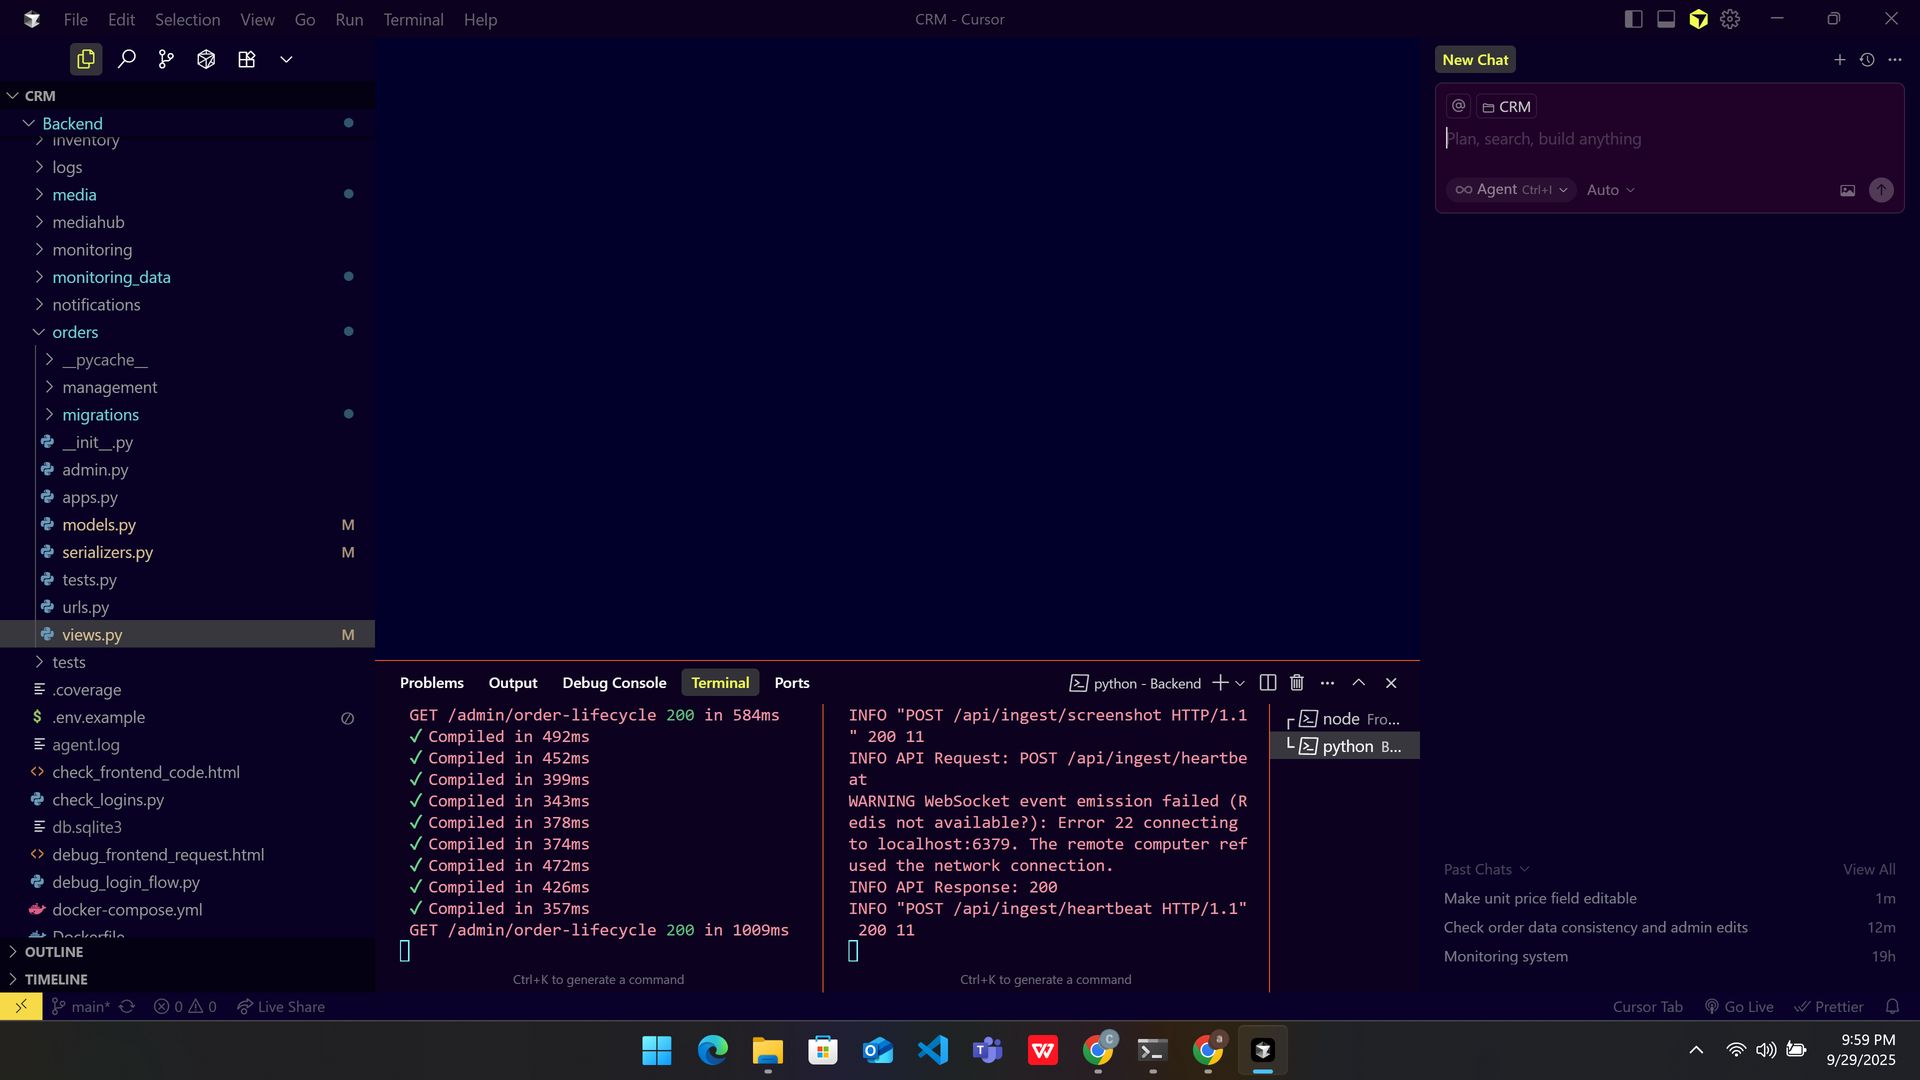 File Edit Selection View Go Run Terminal Help
CRM - Cursor
CRM
Backend
inventory
logs
media
mediahub
monitoring
monitoring_data
notifications
orders
__pycache__
management
migrations
__init__.py
admin.py
apps.py
models.py M
serializers.py M
tests.py
urls.py
views.py M
tests
.coverage
.env.example
agent.log
check_frontend_code.html
check_logins.py
db.sqlite3
debug_frontend_request.html
debug_login_flow.py
docker-compose.yml
Dockerfile
OUTLINE
TIMELINE
Problems Output Debug Console Terminal Ports
python - Backend
GET /admin/order-lifecycle 200 in 584ms
✓ Compiled in 492ms
✓ Compiled in 452ms
✓ Compiled in 399ms
✓ Compiled in 343ms
✓ Compiled in 378ms
✓ Compiled in 374ms
✓ Compiled in 472ms
✓ Compiled in 426ms
✓ Compiled in 357ms
GET /admin/order-lifecycle 200 in 1009ms
Ctrl+K to generate a command
INFO "POST /api/ingest/screenshot HTTP/1.1
" 200 11
INFO API Request: POST /api/ingest/heartbe
at
WARNING WebSocket event emission failed (R
edis not available?): Error 22 connecting
to localhost:6379. The remote computer ref
used the network connection.
INFO API Response: 200
INFO "POST /api/ingest/heartbeat HTTP/1.1"
200 11
Ctrl+K to generate a command
node Fro...
python B...
New Chat
@ CRM
Plan, search, build anything
Agent Ctrl+I Auto
Past Chats View All
Make unit price field editable 1m
Check order data consistency and admin edits 12m
Monitoring system 19h
main* 0 0 Live Share
Cursor Tab Go Live Prettier
C
a
9:59 PM
9/29/2025